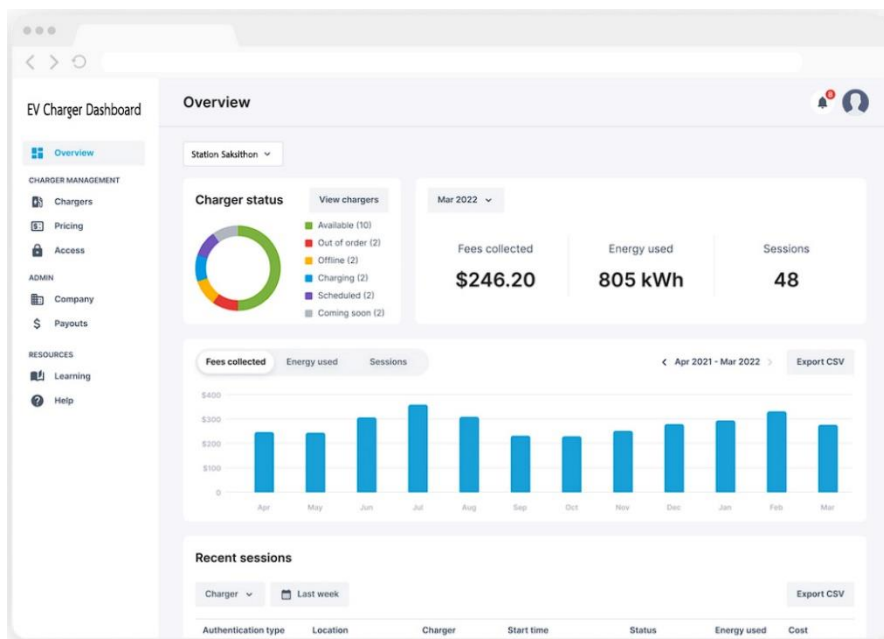 EV Charger Dashboard
Overview
CHARGER MANAGEMENT
Chargers
Pricing
Access
ADMIN
Company
Payouts
RESOURCES
Learning
Help
Overview
8
Station Saksithon
Charger status
View chargers
Available (10)
Out of order (2)
Offline (2)
Charging (2)
Scheduled (2)
Coming soon (2)
Mar 2022
Fees collected
$246.20
Energy used
805 kWh
Sessions
48
Fees collected Energy used Sessions
Apr 2021 - Mar 2022
Export CSV
$400
$300
$200
$100
0
Apr May Jun Jul Aug Sep Oct Nov Dec Jan Feb Mar
Recent sessions
Charger
Last week
Export CSV
Authentication type Location Charger Start time Status Energy used Cost